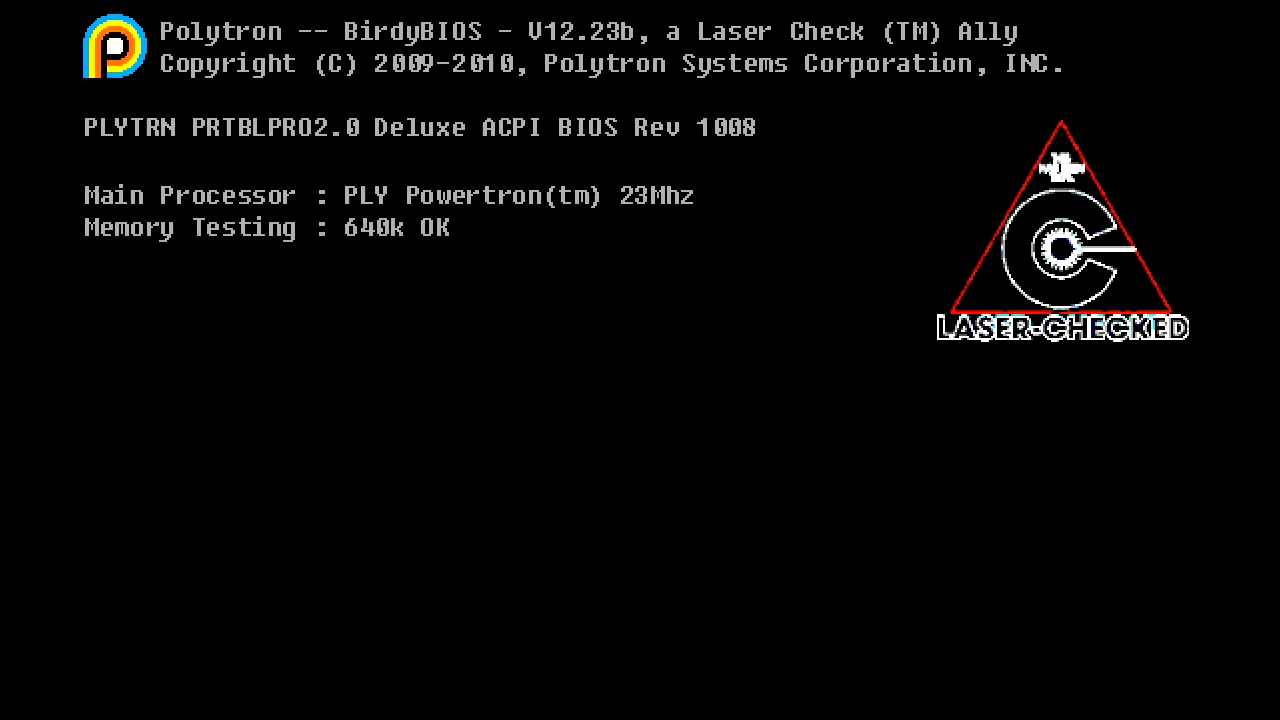 Polytron -- BirdyBIOS - V12.23b, a Laser Check (TM) Ally
Copyright (C) 2009-2010, Polytron Systems Corporation, INC.
PLYTRN PRTBLPRO2.0 Deluxe ACPI BIOS Rev 1008
Main Processor : PLY Powertron(tm) 23Mhz
Memory Testing : 640k OK
LASER-CHECKED